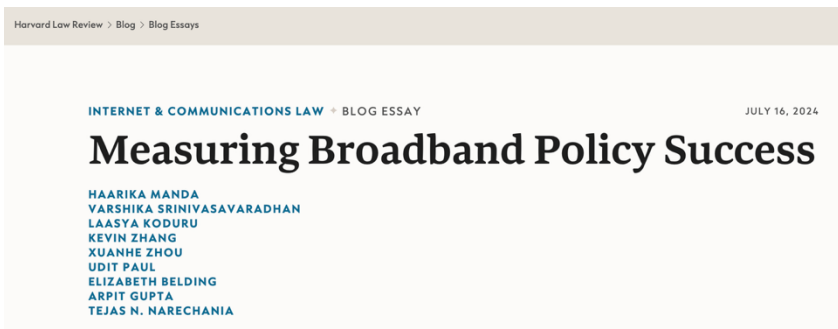 Harvard Law Review > Blog > Blog Essays
INTERNET & COMMUNICATIONS LAW + BLOG ESSAY JULY 16, 2024
Measuring Broadband Policy Success
HAARIKA MANDA
VARSHIKA SRINIVASAVARADHAN
LAASYA KODURU
KEVIN ZHANG
XUANHE ZHOU
UDIT PAUL
ELIZABETH BELDING
ARPIT GUPTA
TEJAS N. NARECHANIA